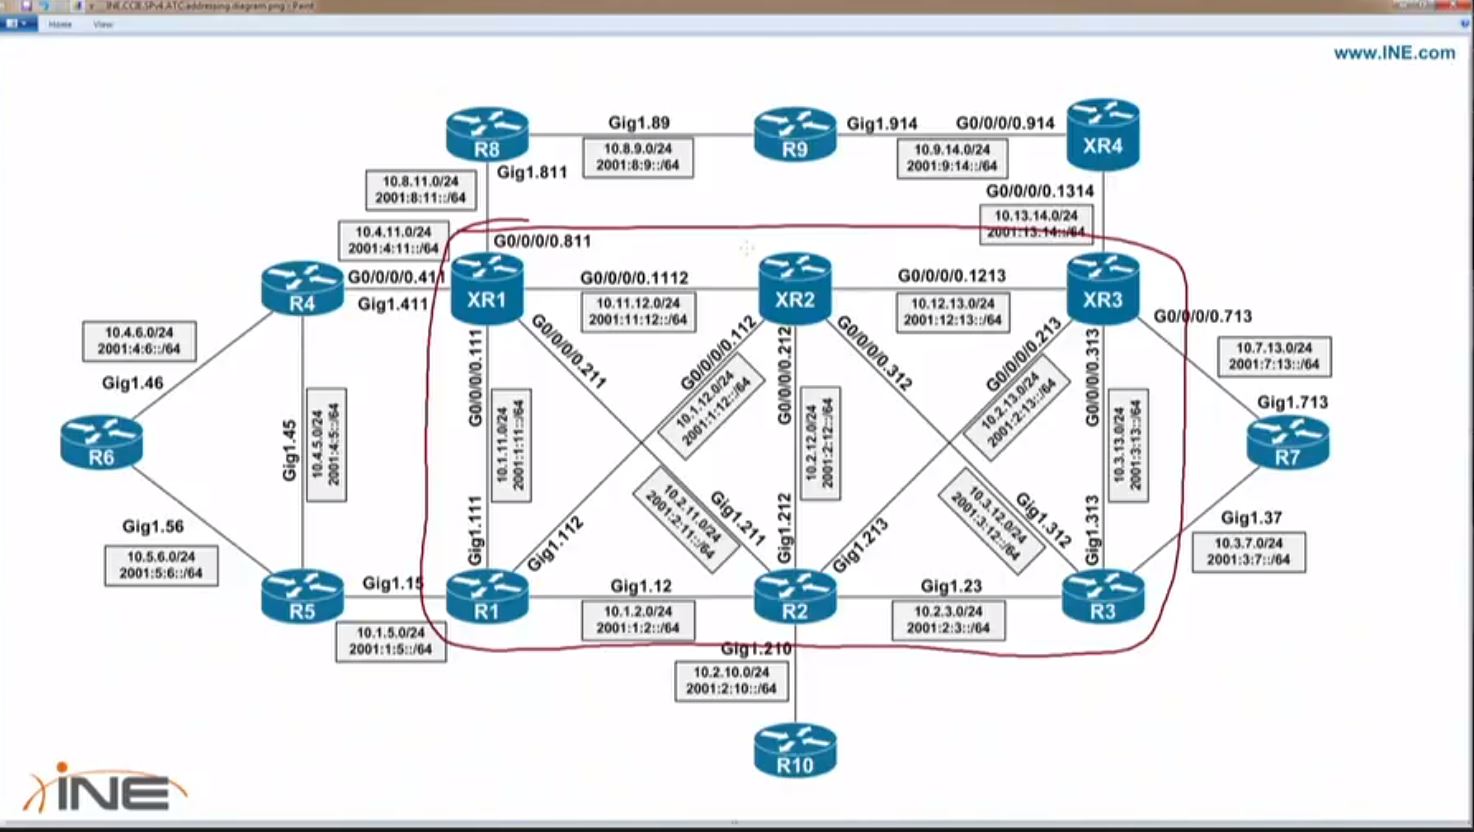 INE.CCIE.SPv4.ATC.addressing.diagram.png - Paint
Home View
www.INE.com
R8
Gig1.89
10.8.9.0/24
2001:8:9::/64
R9
Gig1.914
G0/0/0/0.914
10.9.14.0/24
2001:9:14::/64
XR4
Gig1.811
10.8.11.0/24
2001:8:11::/64
G0/0/0/0.1314
10.13.14.0/24
2001:13:14::/64
10.4.11.0/24
2001:4:11::/64
G0/0/0/0.811
R4
G0/0/0/0.411
Gig1.411
XR1
G0/0/0/0.1112
10.11.12.0/24
2001:11:12::/64
XR2
G0/0/0/0.1213
10.12.13.0/24
2001:12:13::/64
XR3
G0/0/0/0.713
10.7.13.0/24
2001:7:13::/64
Gig1.713
10.4.6.0/24
2001:4:6::/64
Gig1.46
G0/0/0/0.111
G0/0/0/0.211
G0/0/0/0.112
G0/0/0/0.212
G0/0/0/0.312
G0/0/0/0.213
G0/0/0/0.313
R6
Gig1.45
10.4.5.0/24
2001:4:5::/64
10.1.11.0/24
2001:1:11::/64
10.1.12.0/24
2001:1:12::/64
10.2.12.0/24
2001:2:12::/64
10.2.13.0/24
2001:2:13::/64
10.3.13.0/24
2001:3:13::/64
R7
Gig1.56
10.5.6.0/24
2001:5:6::/64
Gig1.111
Gig1.112
10.2.11.0/24
2001:2:11::/64
Gig1.211
Gig1.212
Gig1.213
10.3.12.0/24
2001:3:12::/64
Gig1.312
Gig1.313
Gig1.37
10.3.7.0/24
2001:3:7::/64
R5
Gig1.15
10.1.5.0/24
2001:1:5::/64
R1
Gig1.12
10.1.2.0/24
2001:1:2::/64
R2
Gig1.23
10.2.3.0/24
2001:2:3::/64
R3
Gig1.210
10.2.10.0/24
2001:2:10::/64
R10
iNE